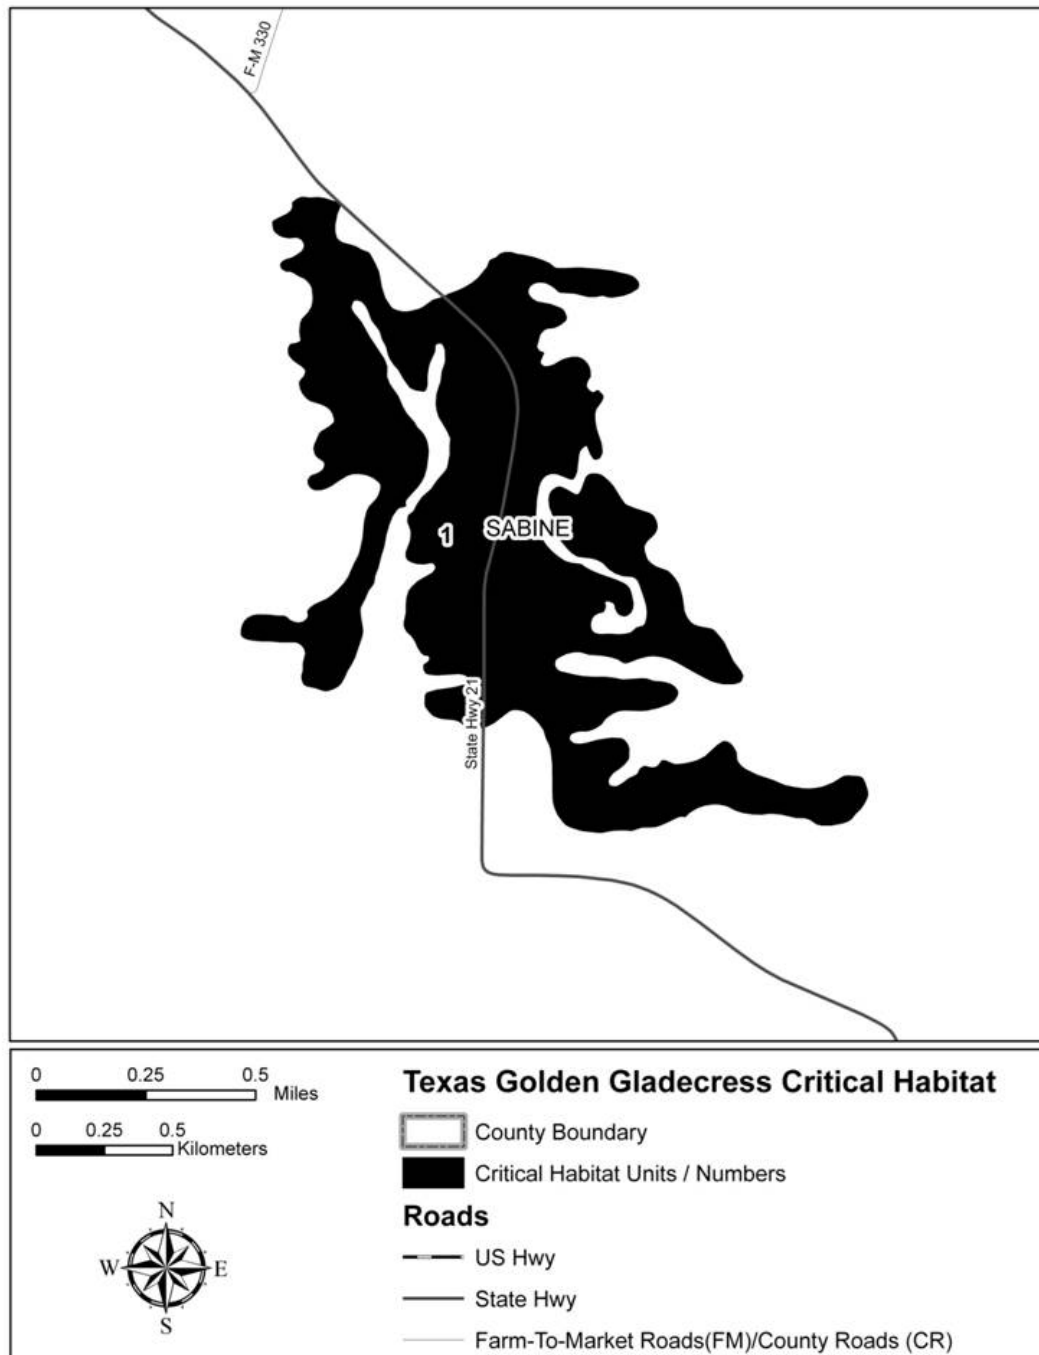 F-M 330
1
SABINE
State Hwy 21
0 0.25 0.5
Miles
0 0.25 0.5
Kilometers
N
W E
S
Texas Golden Gladecress Critical Habitat
County Boundary
Critical Habitat Units / Numbers
Roads
US Hwy
State Hwy
Farm-To-Market Roads(FM)/County Roads (CR)